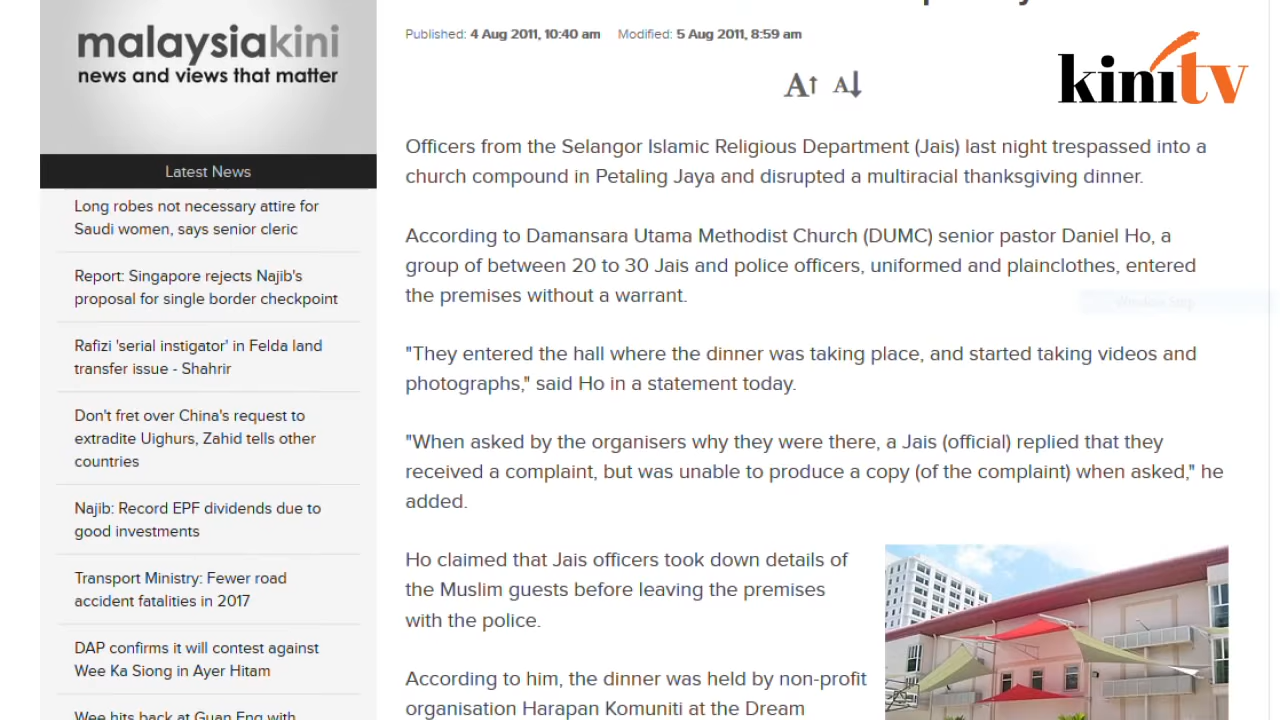 malaysiakini
news and views that matter
Latest News
Long robes not necessary attire for
Saudi women, says senior cleric
Report: Singapore rejects Najib's
proposal for single border checkpoint
Rafizi 'serial instigator' in Felda land
transfer issue - Shahrir
Don't fret over China's request to
extradite Uighurs, Zahid tells other
countries
Najib: Record EPF dividends due to
good investments
Transport Ministry: Fewer road
accident fatalities in 2017
DAP confirms it will contest against
Wee Ka Siong in Ayer Hitam
Wee hits back at Guan Eng with
Published: 4 Aug 2011, 10:40 am Modified: 5 Aug 2011, 8:59 am
A↑ A↓
kinitv
Officers from the Selangor Islamic Religious Department (Jais) last night trespassed into a
church compound in Petaling Jaya and disrupted a multiracial thanksgiving dinner.
According to Damansara Utama Methodist Church (DUMC) senior pastor Daniel Ho, a
group of between 20 to 30 Jais and police officers, uniformed and plainclothes, entered
the premises without a warrant.
"They entered the hall where the dinner was taking place, and started taking videos and
photographs," said Ho in a statement today.
"When asked by the organisers why they were there, a Jais (official) replied that they
received a complaint, but was unable to produce a copy (of the complaint) when asked," he
added.
Ho claimed that Jais officers took down details of
the Muslim guests before leaving the premises
with the police.
According to him, the dinner was held by non-profit
organisation Harapan Komuniti at the Dream